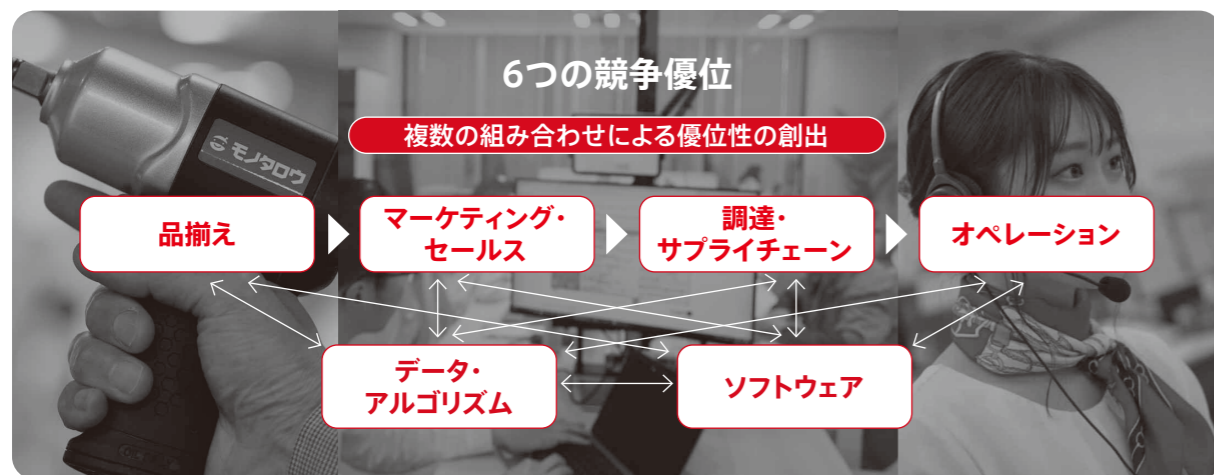 6つの競争優位
複数の組み合わせによる優位性の創出
モノタロウ
品揃え
マーケティング・
セールス
調達・
サプライチェーン
オペレーション
データ・
アルゴリズム
ソフトウェア